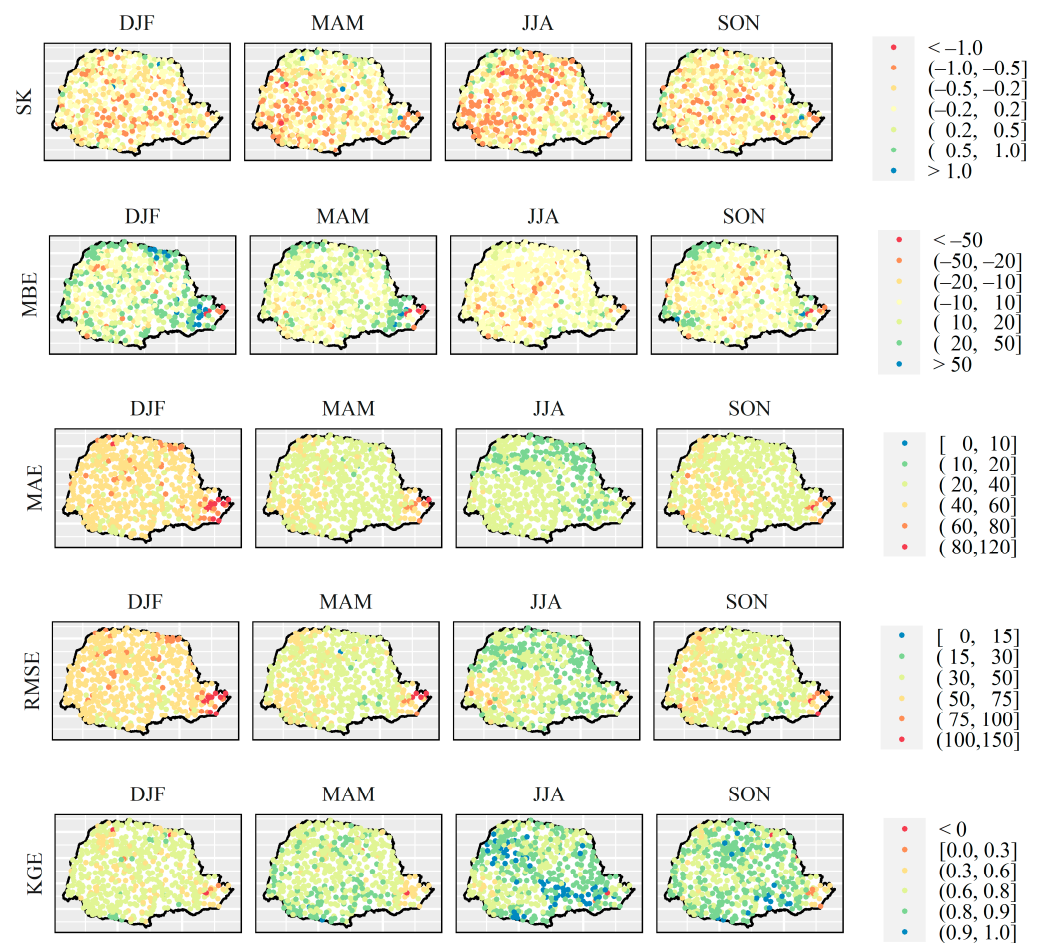 DJF MAM JJA SON
SK
< –1.0
(–1.0, –0.5]
(–0.5, –0.2]
(–0.2, 0.2]
( 0.2, 0.5]
( 0.5, 1.0]
> 1.0
DJF MAM JJA SON
MBE
< –50
(–50, –20]
(–20, –10]
(–10, 10]
( 10, 20]
( 20, 50]
> 50
DJF MAM JJA SON
MAE
[ 0, 10]
( 10, 20]
( 20, 40]
( 40, 60]
( 60, 80]
( 80,120]
DJF MAM JJA SON
RMSE
[ 0, 15]
( 15, 30]
( 30, 50]
( 50, 75]
( 75, 100]
(100,150]
DJF MAM JJA SON
KGE
< 0
[0.0, 0.3]
(0.3, 0.6]
(0.6, 0.8]
(0.8, 0.9]
(0.9, 1.0]